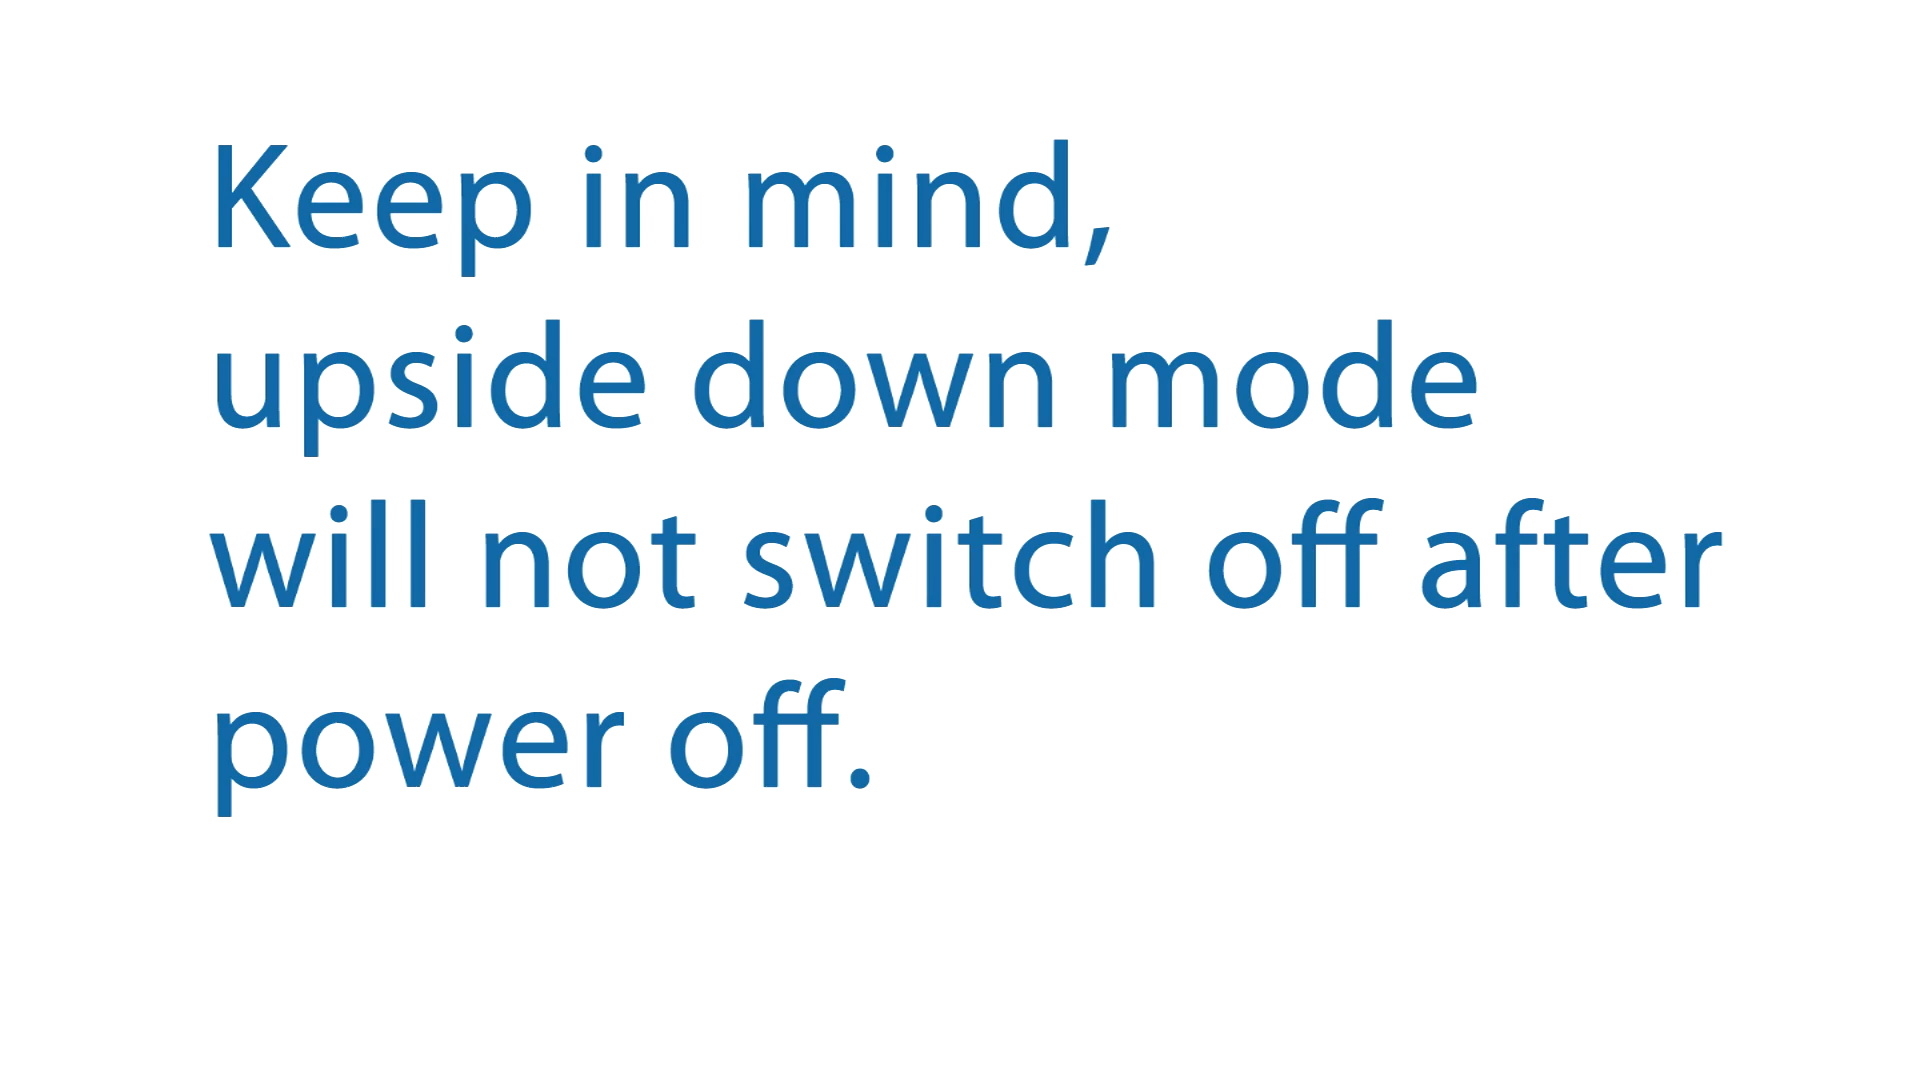 Keep in mind,
upside down mode
will not switch off after
power off.